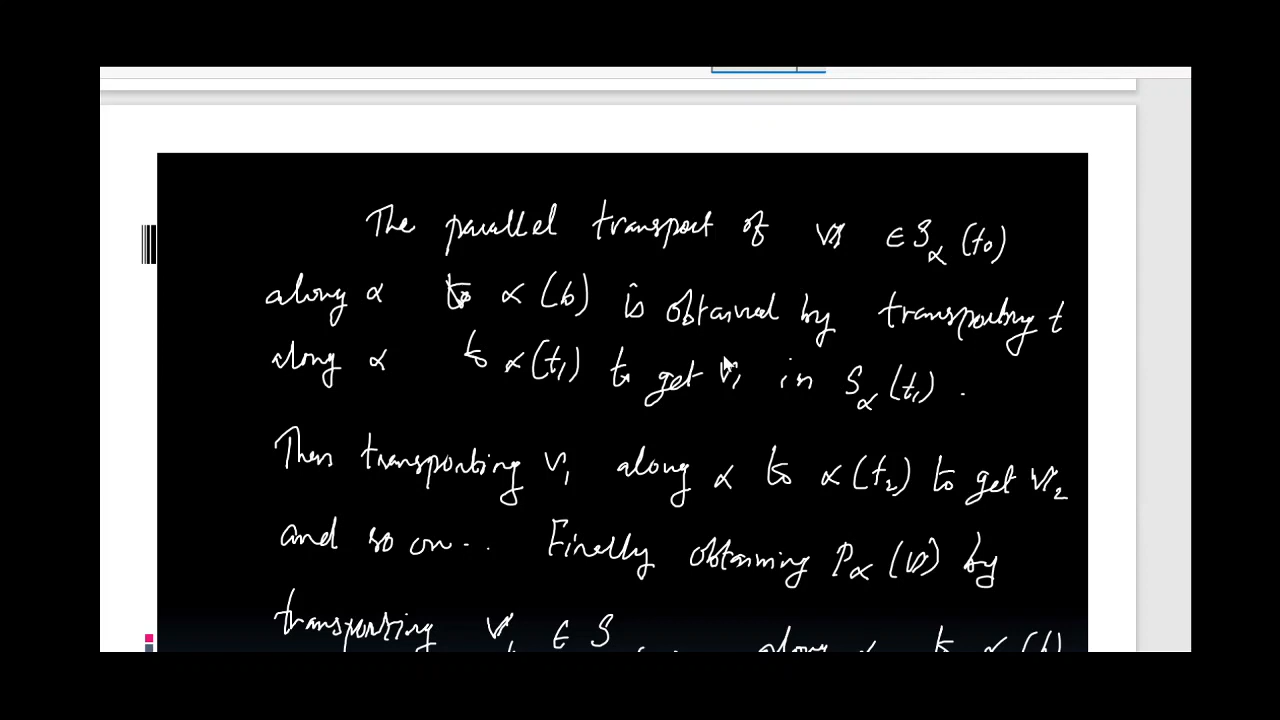 The parallel transport of v ∈ S_α(t₀)
along α to α(b) is obtained by transporting t
along α to α(t₁) to get v₁ in S_α(t₁).
Then transporting v₁ along α to α(t₂) to get v₂
and so on... Finally obtaining P_α(v) by
transporting v ∈ S along α to α(b)